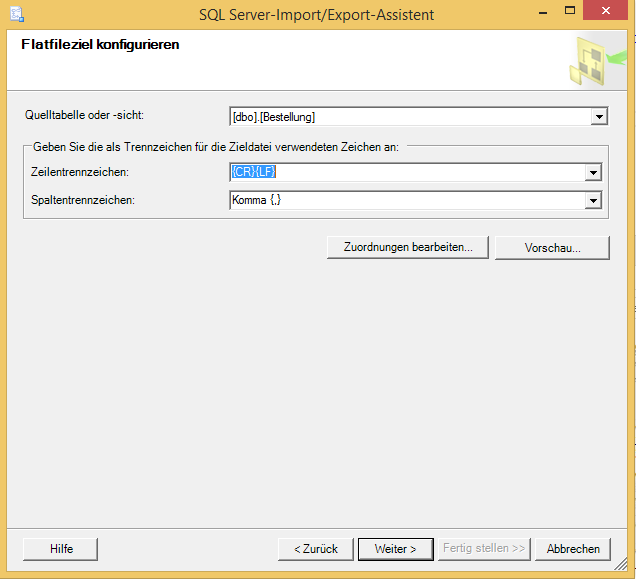 SQL Server-Import/Export-Assistent
Flatfileziel konfigurieren
Quelltabelle oder -sicht:
[dbo].[Bestellung]
Geben Sie die als Trennzeichen für die Zieldatei verwendeten Zeichen an:
Zeilentrennzeichen:
{CR}{LF}
Spaltentrennzeichen:
Komma {,}
Zuordnungen bearbeiten...
Vorschau...
Hilfe
< Zurück
Weiter >
Fertig stellen >>
Abbrechen